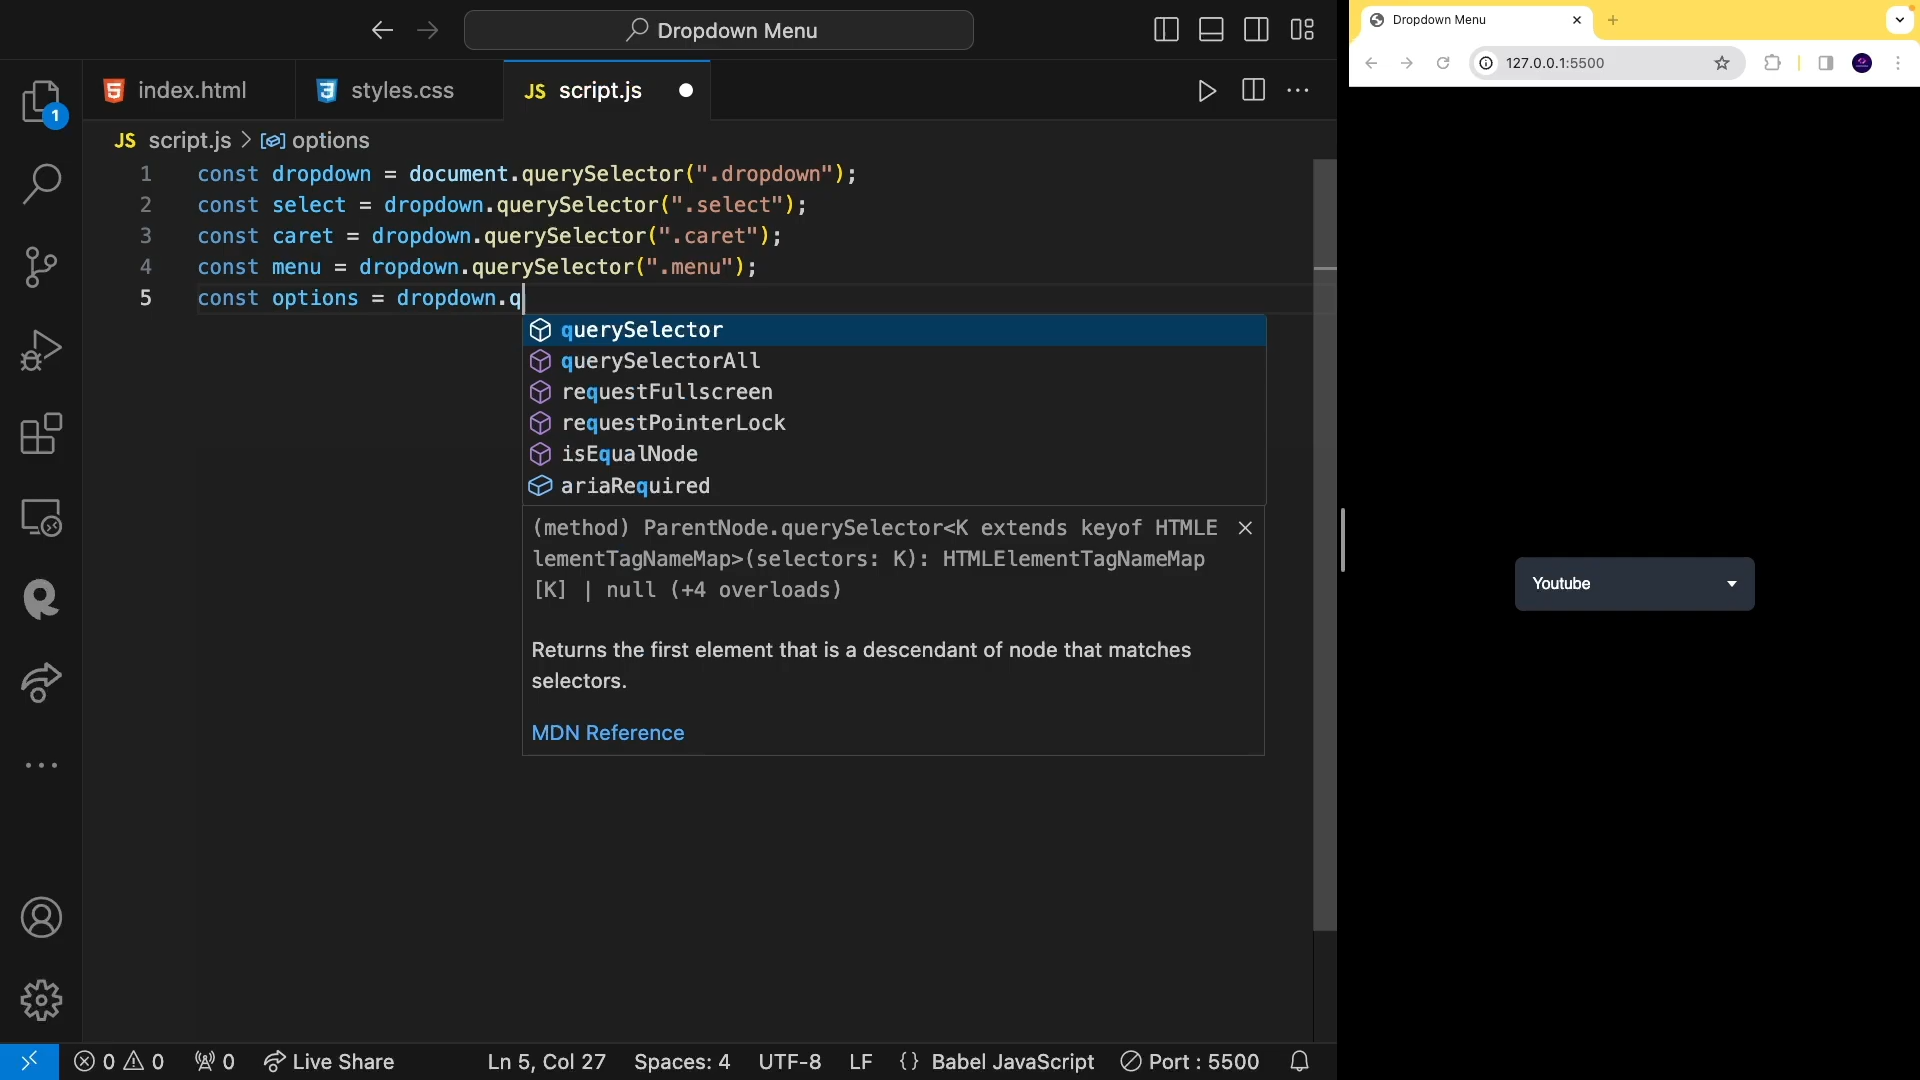 Dropdown Menu
index.html
styles.css
JS script.js
1
JS script.js > options
1 const dropdown = document.querySelector(".dropdown");
2 const select = dropdown.querySelector(".select");
3 const caret = dropdown.querySelector(".caret");
4 const menu = dropdown.querySelector(".menu");
5 const options = dropdown.q
querySelector
querySelectorAll
requestFullscreen
requestPointerLock
isEqualNode
ariaRequired
(method) ParentNode.querySelector<K extends keyof HTMLE
lementTagNameMap>(selectors: K): HTMLElementTagNameMap
[K] | null (+4 overloads)
Returns the first element that is a descendant of node that matches
selectors.
MDN Reference
0 0 0 Live Share Ln 5, Col 27 Spaces: 4 UTF-8 LF {} Babel JavaScript Port : 5500
Dropdown Menu
127.0.0.1:5500
Youtube